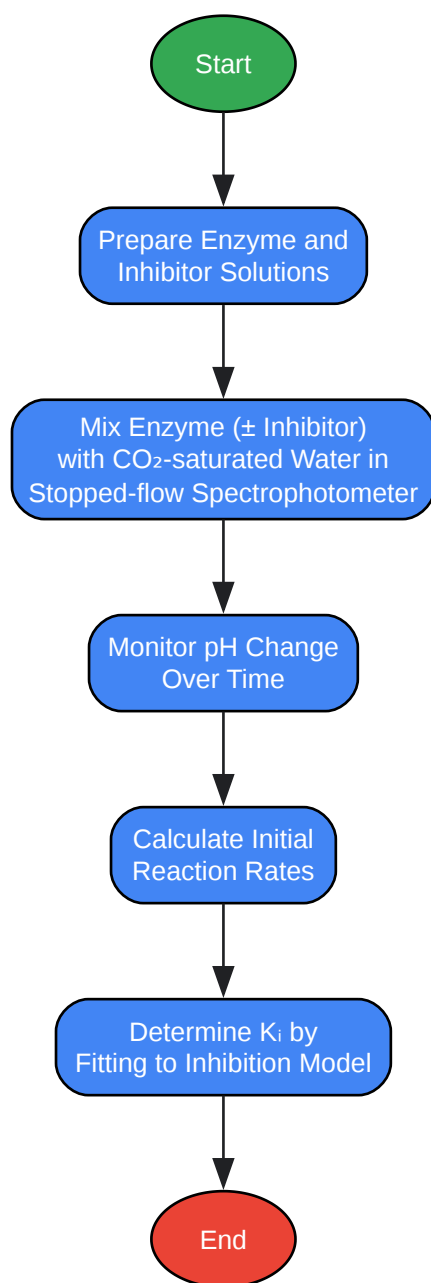 Start
Prepare Enzyme and
Inhibitor Solutions
Mix Enzyme (± Inhibitor)
with CO₂-saturated Water in
Stopped-flow Spectrophotometer
Monitor pH Change
Over Time
Calculate Initial
Reaction Rates
Determine Kᵢ by
Fitting to Inhibition Model
End